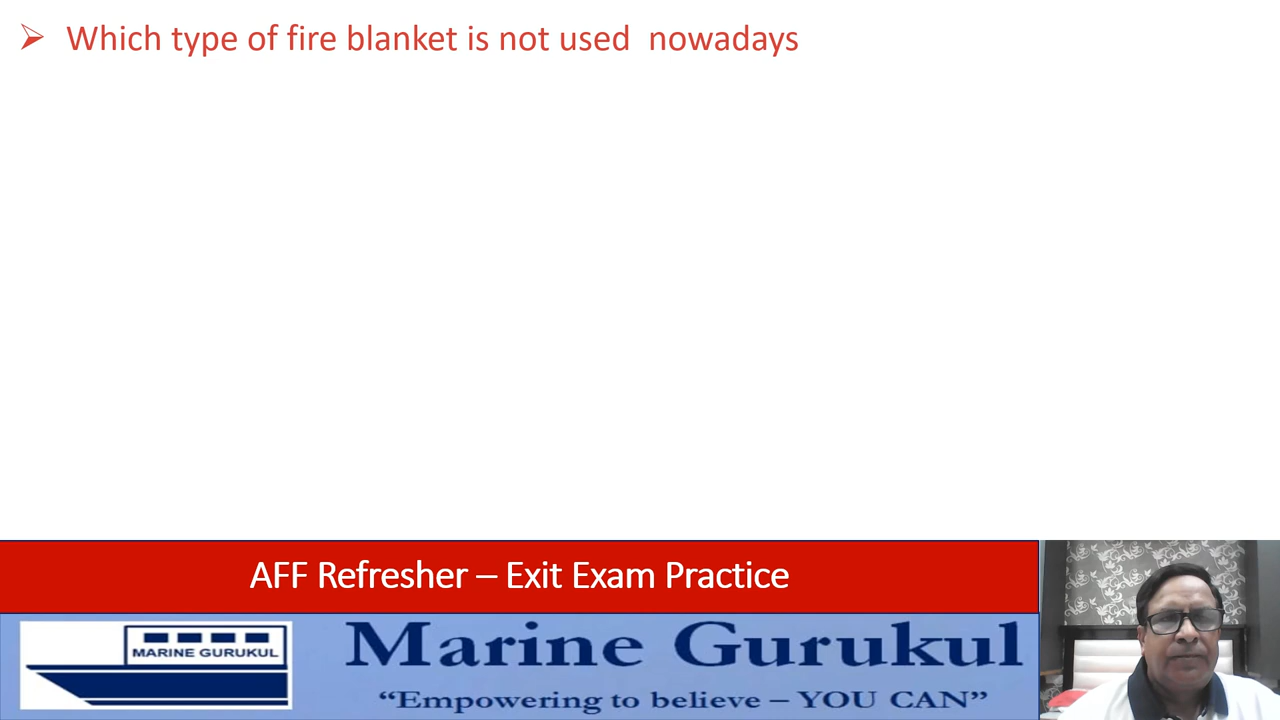 Which type of fire blanket is not used  nowadays
AFF Refresher – Exit Exam Practice
MARINE GURUKUL
Marine Gurukul
“Empowering to believe – YOU CAN”